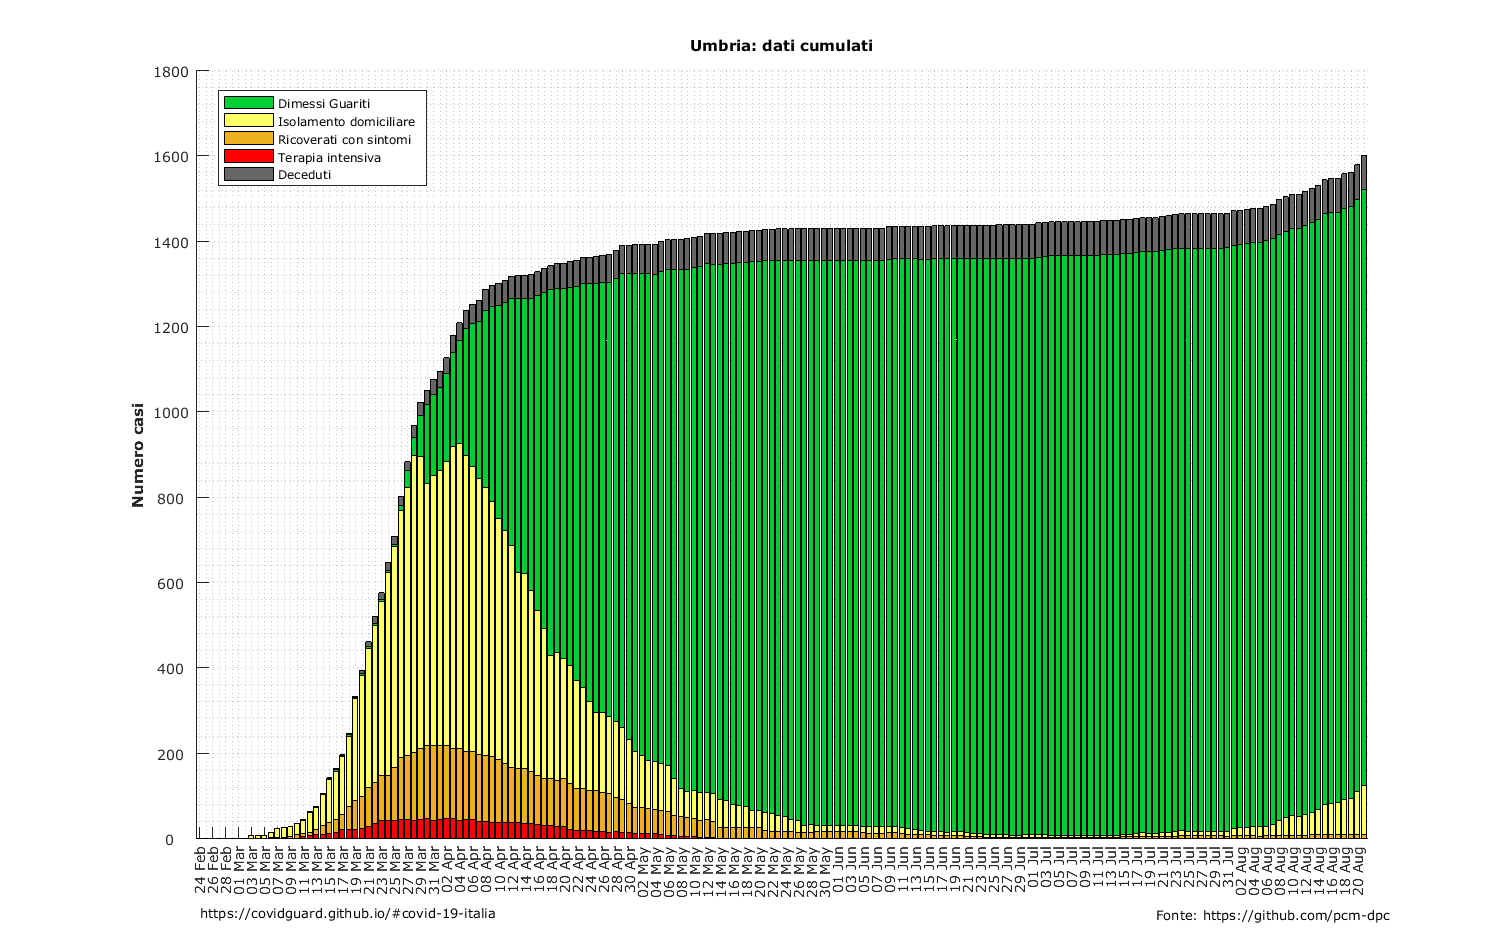 Umbria: dati cumulati
1800
1600
1400
1200
1000
800
600
400
200
0
Numero casi
Dimessi Guariti
Isolamento domiciliare
Ricoverati con sintomi
Terapia intensiva
Deceduti
24 Feb
26 Feb
28 Feb
01 Mar
03 Mar
05 Mar
07 Mar
09 Mar
11 Mar
13 Mar
15 Mar
17 Mar
19 Mar
21 Mar
23 Mar
25 Mar
27 Mar
29 Mar
31 Mar
02 Apr
04 Apr
06 Apr
08 Apr
10 Apr
12 Apr
14 Apr
16 Apr
18 Apr
20 Apr
22 Apr
24 Apr
26 Apr
28 Apr
30 Apr
02 May
04 May
06 May
08 May
10 May
12 May
14 May
16 May
18 May
20 May
22 May
24 May
26 May
28 May
30 May
01 Jun
03 Jun
05 Jun
07 Jun
09 Jun
11 Jun
13 Jun
15 Jun
17 Jun
19 Jun
21 Jun
23 Jun
25 Jun
27 Jun
29 Jun
01 Jul
03 Jul
05 Jul
07 Jul
09 Jul
11 Jul
13 Jul
15 Jul
17 Jul
19 Jul
21 Jul
23 Jul
25 Jul
27 Jul
29 Jul
31 Jul
02 Aug
04 Aug
06 Aug
08 Aug
10 Aug
12 Aug
14 Aug
16 Aug
18 Aug
20 Aug
https://covidguard.github.io/#covid-19-italia
Fonte: https://github.com/pcm-dpc